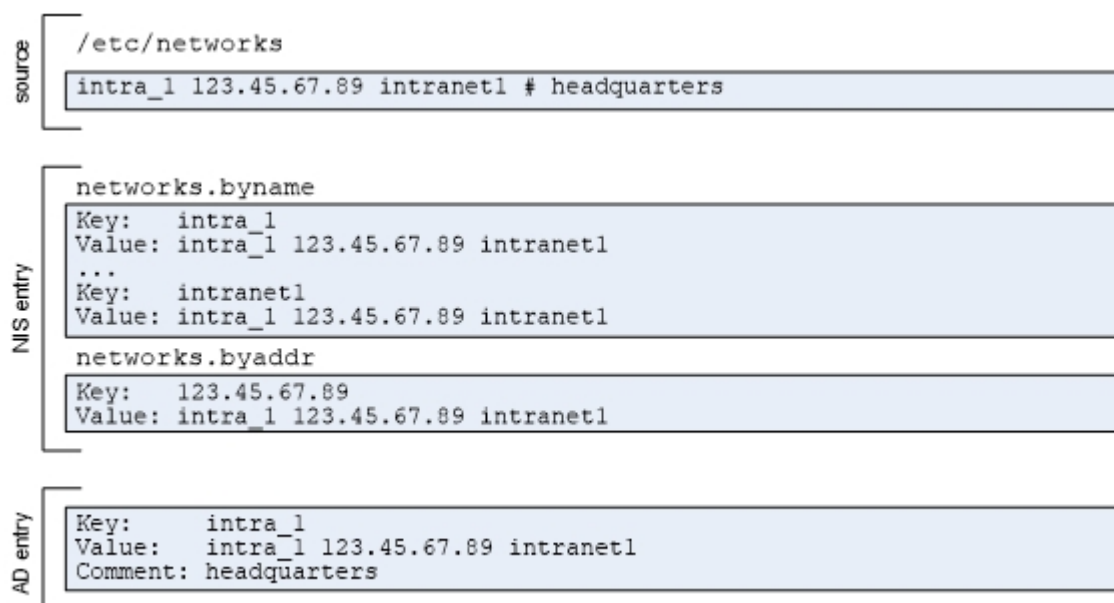 source
/etc/networks
intra_1 123.45.67.89 intranet1 # headquarters
NIS entry
networks.byname
Key: intra_1
Value: intra_1 123.45.67.89 intranet1
...
Key: intranet1
Value: intra_1 123.45.67.89 intranet1
networks.byaddr
Key: 123.45.67.89
Value: intra_1 123.45.67.89 intranet1
AD entry
Key: intra_1
Value: intra_1 123.45.67.89 intranet1
Comment: headquarters